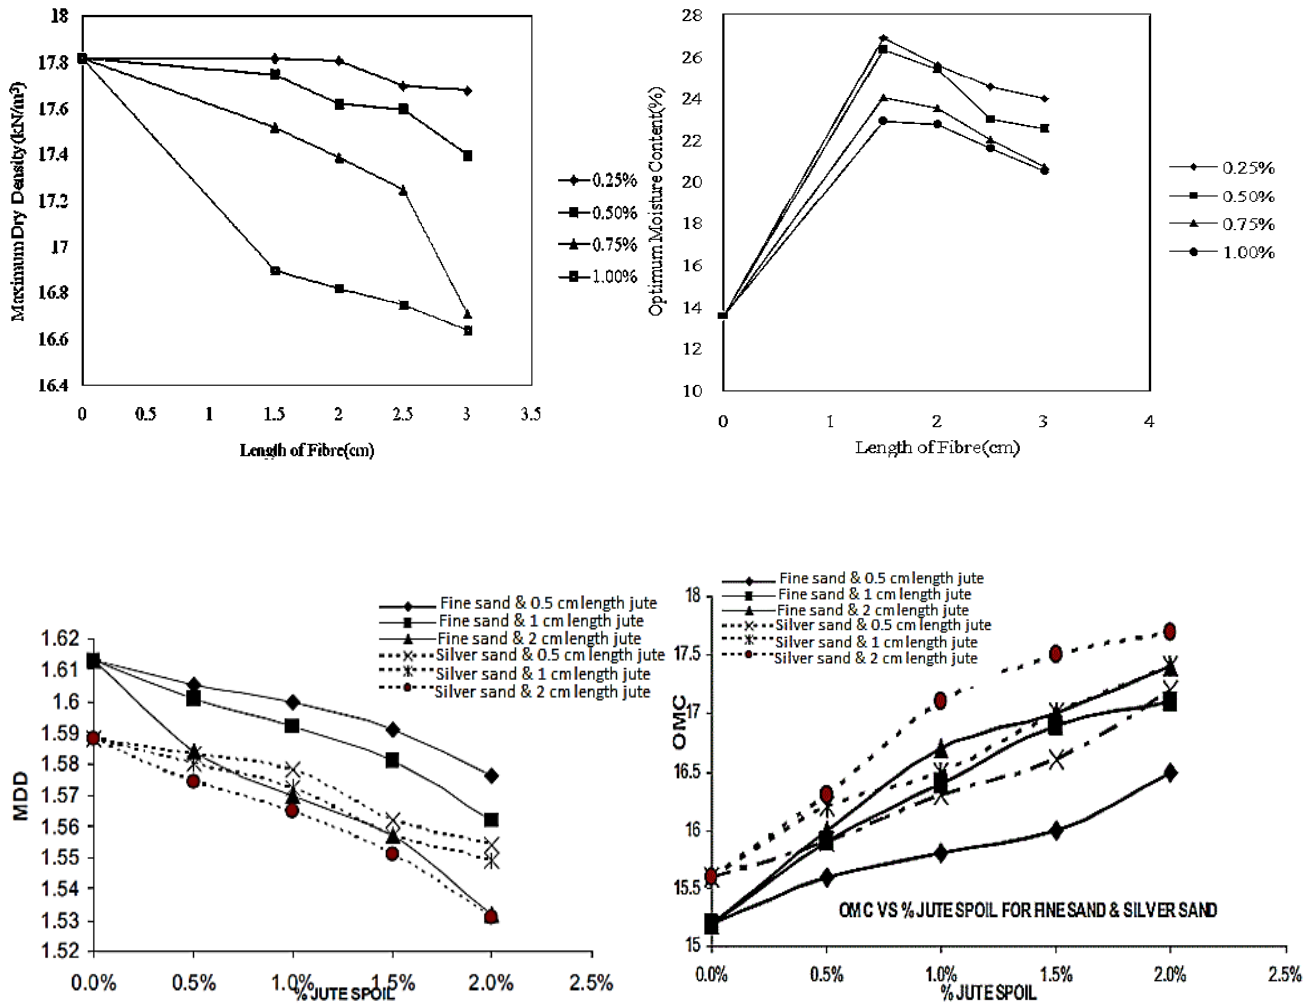 18
17.8
17.6
17.4
17.2
17
16.8
16.6
16.4
Maximum Dry Density(kN/m³)
0 0.5 1 1.5 2 2.5 3 3.5
Length of Fibre(cm)
0.25%
0.50%
0.75%
1.00%
28
26
24
22
20
18
16
14
12
10
Optimum Moisture Content(%)
0 1 2 3 4
Length of Fibre(cm)
0.25%
0.50%
0.75%
1.00%
Fine sand & 0.5 cm length jute
Fine sand & 1 cm length jute
Fine sand & 2 cm length jute
Silver sand & 0.5 cm length jute
Silver sand & 1 cm length jute
Silver sand & 2 cm length jute
1.62
1.61
1.6
1.59
1.58
1.57
1.56
1.55
1.54
1.53
1.52
MDD
0.0% 0.5% 1.0% 1.5% 2.0% 2.5%
% JUTE SPOIL
Fine sand & 0.5 cm length jute
Fine sand & 1 cm length jute
Fine sand & 2 cm length jute
Silver sand & 0.5 cm length jute
Silver sand & 1 cm length jute
Silver sand & 2 cm length jute
18
17.5
17
16.5
16
15.5
15
OMC
OMC VS % JUTE SPOIL FOR FINE SAND & SILVER SAND
0.0% 0.5% 1.0% 1.5% 2.0% 2.5%
% JUTE SPOIL